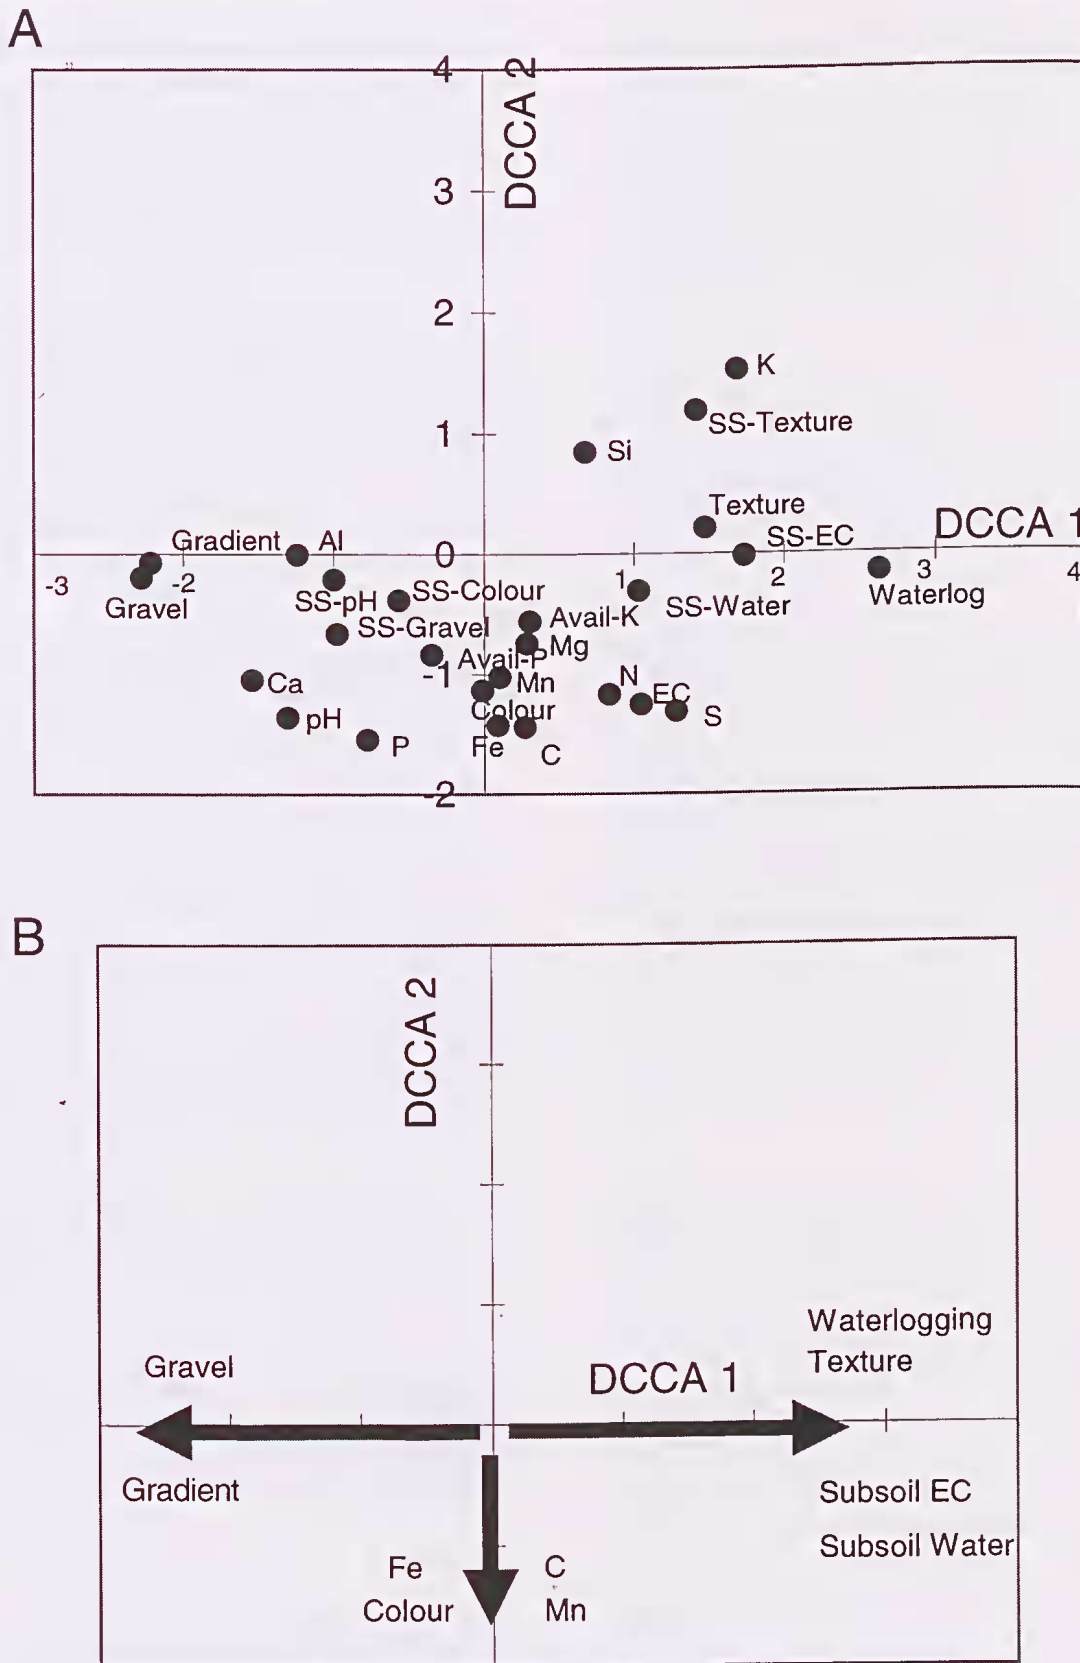 A
4
DCCA 2
3
2
K
SS-Texture
1
Si
Texture
DCCA 1
Gradient
Al
0
SS-EC
-3
-2
1
2
3
4
Gravel
SS-pH
SS-Colour
SS-Water
Waterlog
SS-Gravel
Avail-K
Avail-P
Mg
-1
Mn
N
EC
S
Ca
Colour
pH
P
Fe
C
-2
B
DCCA 2
Waterlogging
Texture
Gravel
DCCA 1
Gradient
Subsoil EC
Subsoil Water
Fe
C
Colour
Mn